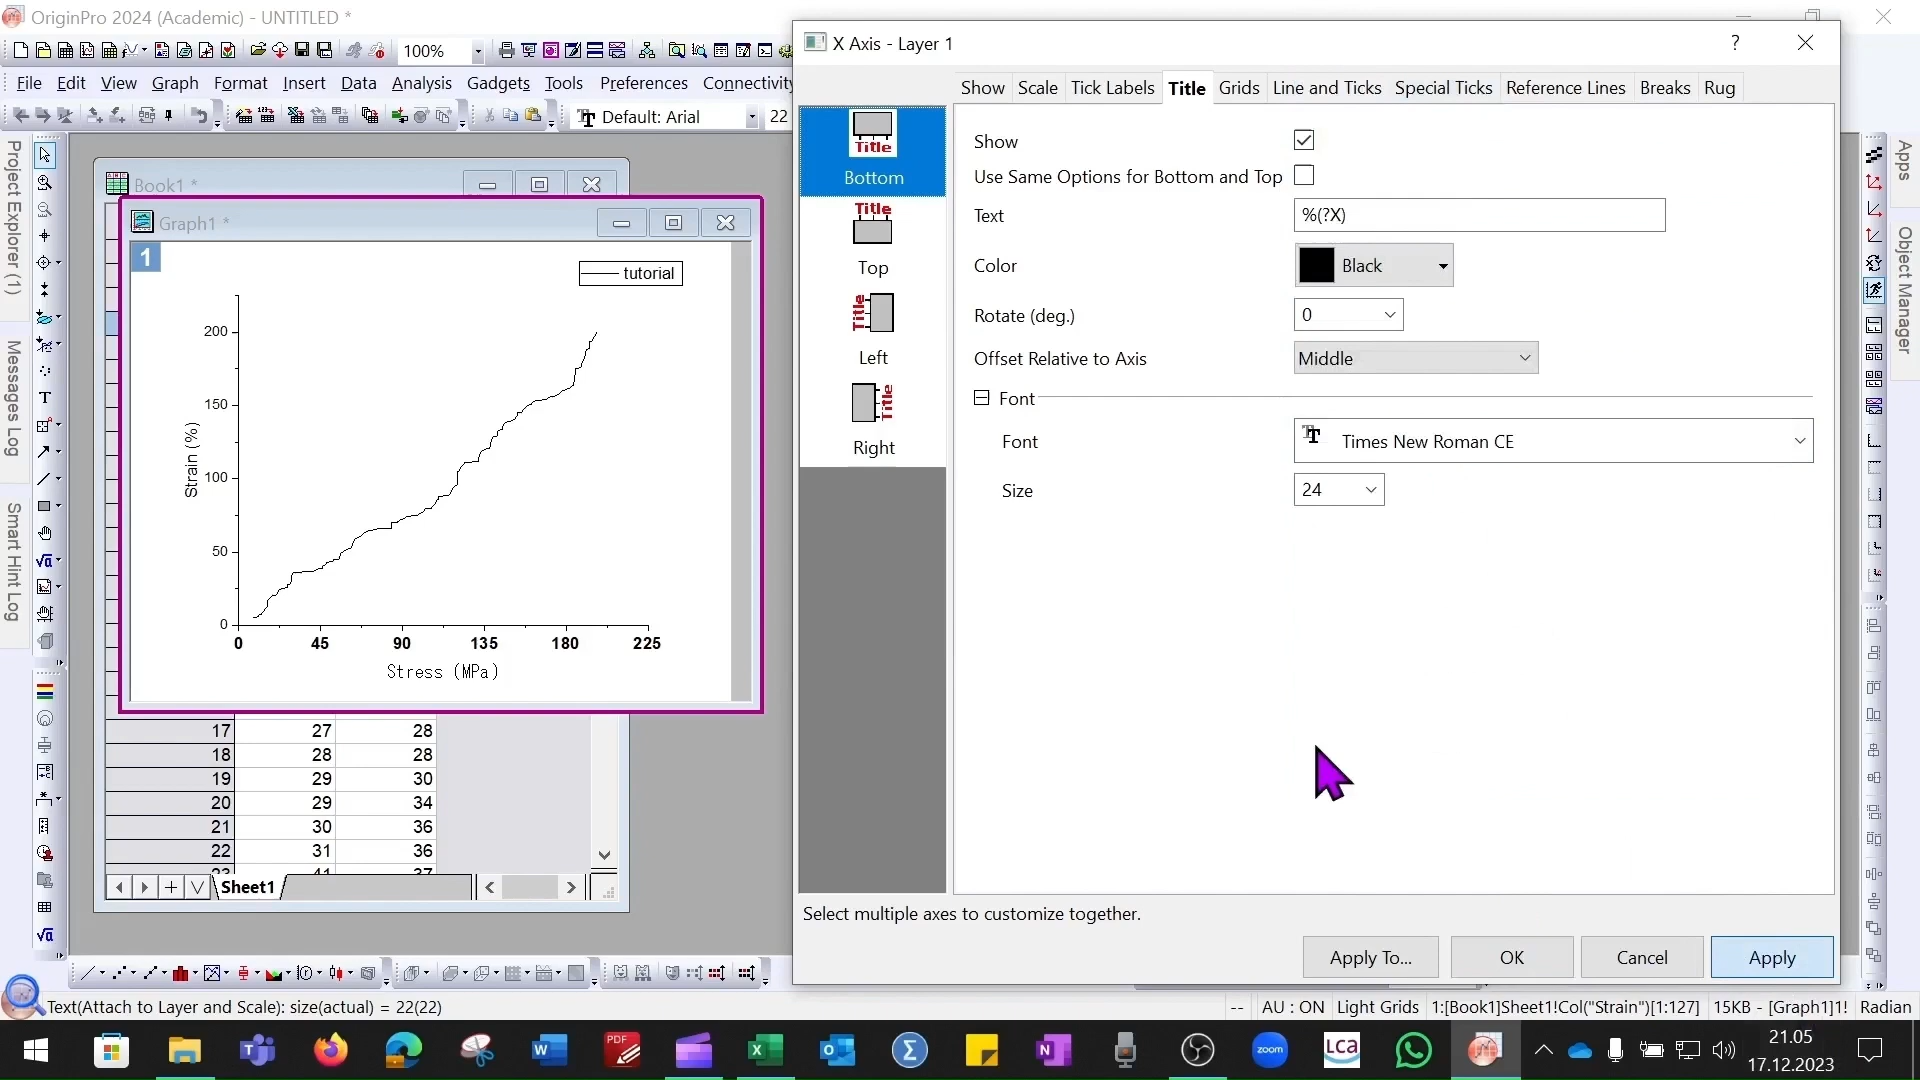 OriginPro 2024 (Academic) - UNTITLED *
100%
File Edit View Graph Format Insert Data Analysis Gadgets Tools Preferences Connectivity
Default: Arial 22
Project Explorer (1)
Messages Log
Smart Hint Log
Book1 *
Graph1 *
1
tutorial
200
150
100
50
0
Strain (%)
0 45 90 135 180 225
Stress (MPa)
17 27 28
18 28 28
19 29 30
20 29 34
21 30 36
22 31 36
23 41 37
Sheet1
X Axis - Layer 1
?
Show Scale Tick Labels Title Grids Line and Ticks Special Ticks Reference Lines Breaks Rug
Title
Bottom
Title
Top
Title
Left
Title
Right
Show
Use Same Options for Bottom and Top
Text %(?X)
Color Black
Rotate (deg.) 0
Offset Relative to Axis Middle
Font
Font Times New Roman CE
Size 24
Select multiple axes to customize together.
Apply To... OK Cancel Apply
Apps
Object Manager
Text(Attach to Layer and Scale): size(actual) = 22(22)
-- AU : ON Light Grids 1:[Book1]Sheet1!Col("Strain")[1:127] 15KB - [Graph1]1! Radian
PDF
zoom
LCa
21.05
17.12.2023